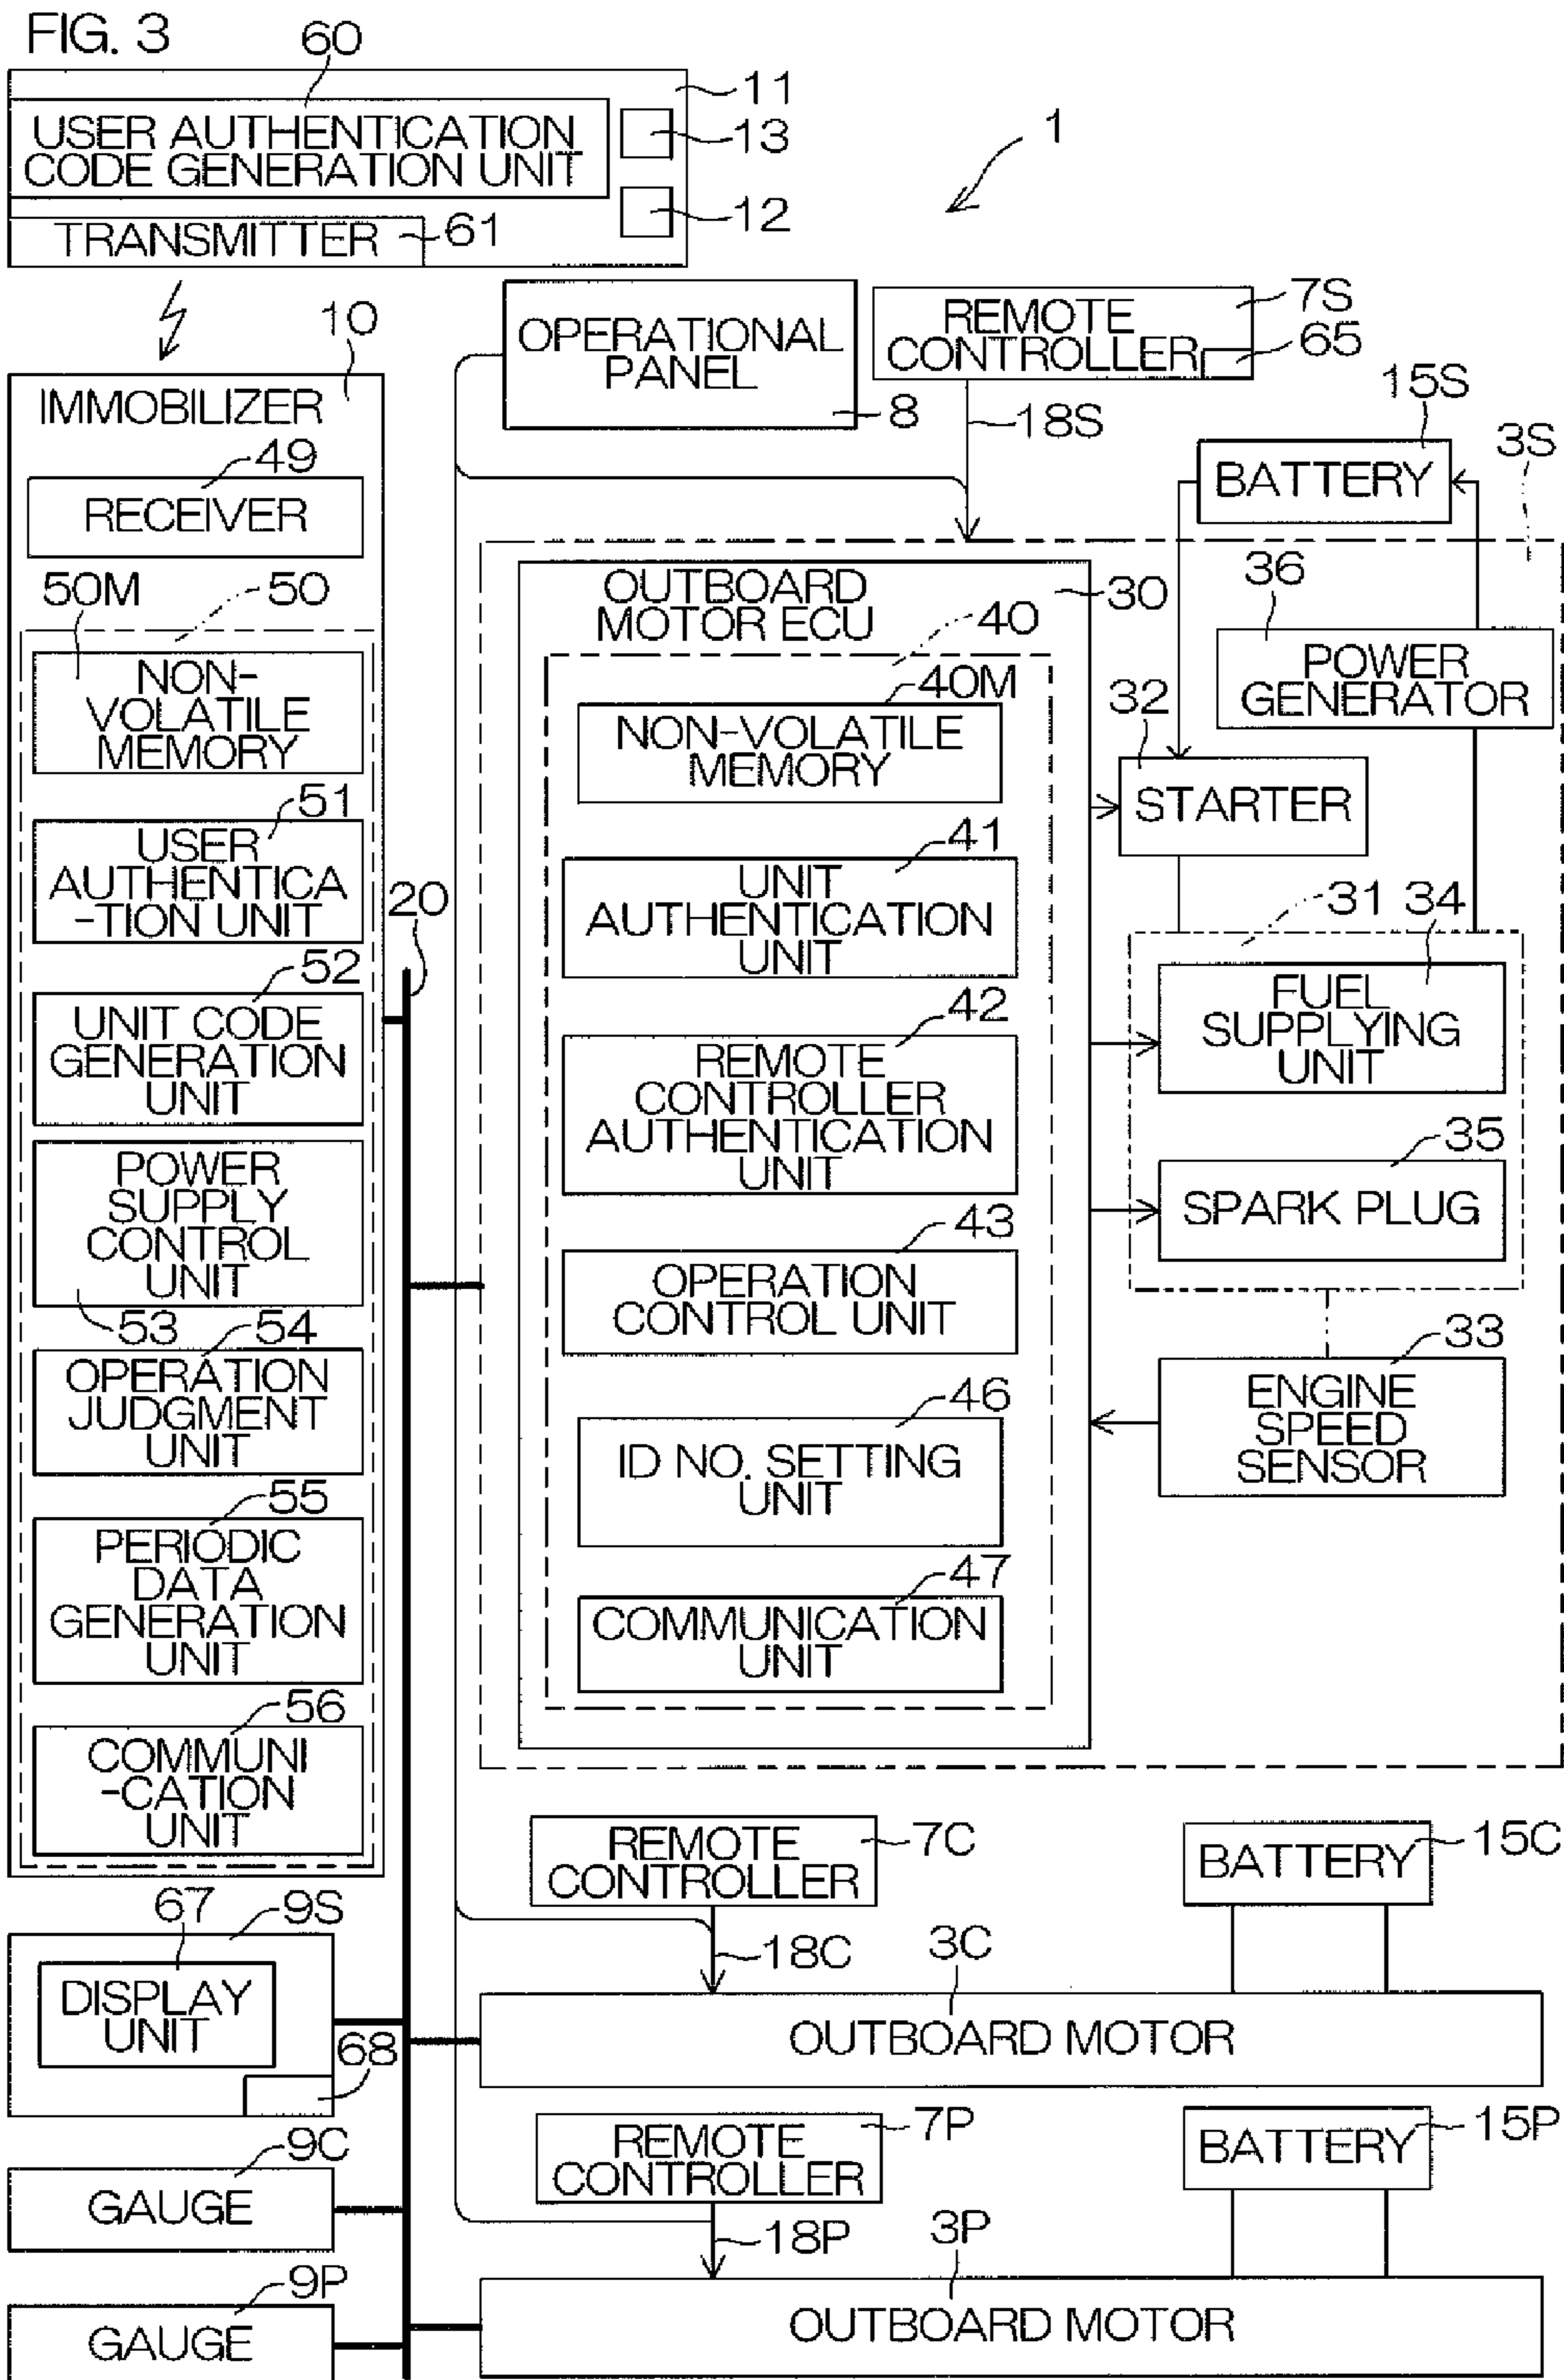 FIG. 3
60
11
USER AUTHENTICATION
CODE GENERATION UNIT
13
12
TRANSMITTER
61
1
10
IMMOBILIZER
49
RECEIVER
50M
50
NON-
VOLATILE
MEMORY
51
USER
AUTHENTICA
-TION UNIT
52
UNIT CODE
GENERATION
UNIT
POWER
SUPPLY
CONTROL
UNIT
53
54
OPERATION
JUDGMENT
UNIT
55
PERIODIC
DATA
GENERATION
UNIT
56
COMMUNI
-CATION
UNIT
20
OPERATIONAL
PANEL
8
REMOTE
CONTROLLER
7S
65
18S
15S
BATTERY
3S
OUTBOARD
MOTOR ECU
30
40
40M
NON-VOLATILE
MEMORY
41
UNIT
AUTHENTICATION
UNIT
42
REMOTE
CONTROLLER
AUTHENTICATION
UNIT
43
OPERATION
CONTROL UNIT
46
ID NO. SETTING
UNIT
47
COMMUNICATION
UNIT
36
POWER
GENERATOR
32
STARTER
31
34
FUEL
SUPPLYING
UNIT
35
SPARK PLUG
33
ENGINE
SPEED
SENSOR
REMOTE
CONTROLLER
7C
18C
BATTERY
15C
3C
OUTBOARD MOTOR
67
9S
DISPLAY
UNIT
68
REMOTE
CONTROLLER
7P
18P
BATTERY
15P
3P
OUTBOARD MOTOR
9C
GAUGE
9P
GAUGE